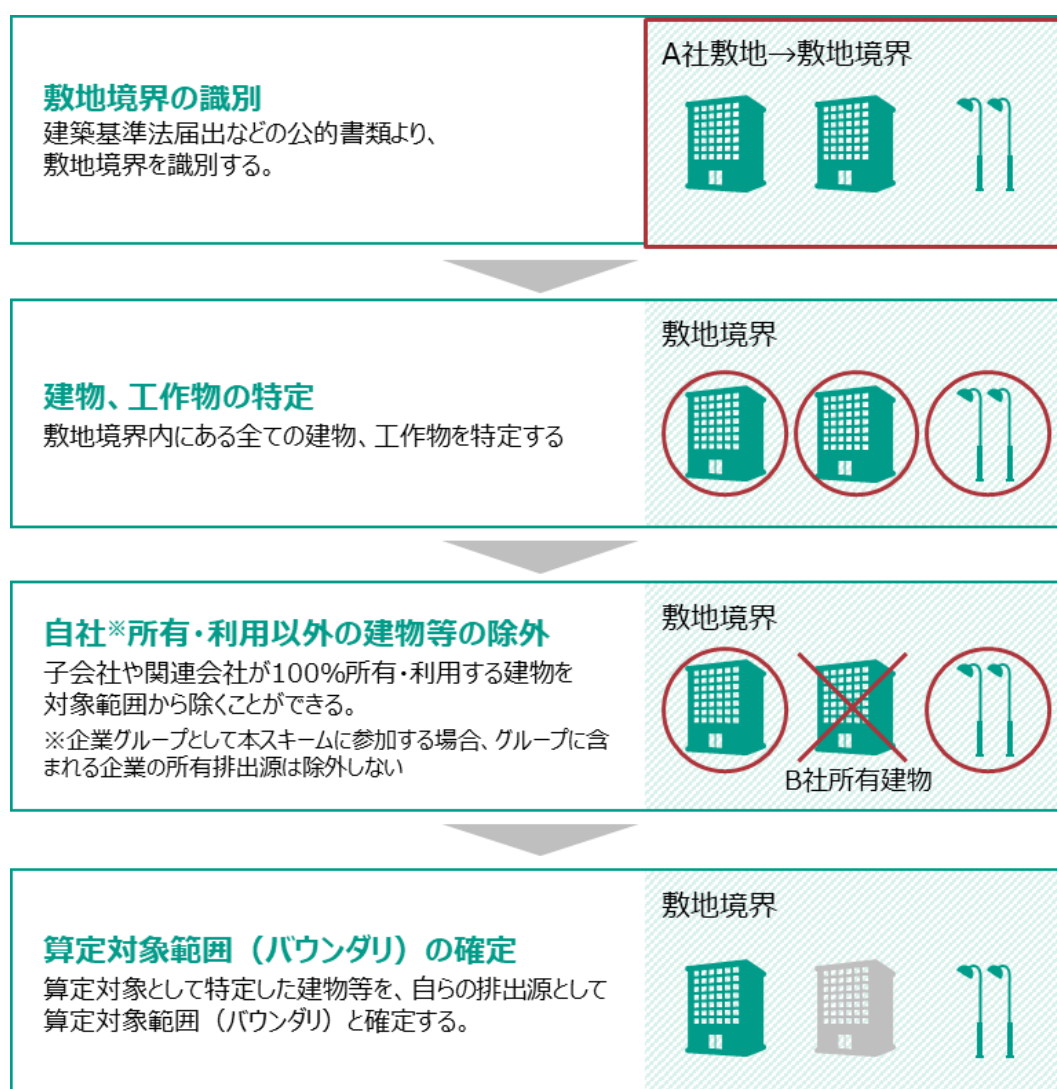 A社敷地→敷地境界
敷地境界の識別
建築基準法届出などの公的書類より、
敷地境界を識別する。
敷地境界
建物、工作物の特定
敷地境界内にある全ての建物、工作物を特定する
敷地境界
自社※所有・利用以外の建物等の除外
子会社や関連会社が100%所有・利用する建物を
対象範囲から除くことができる。
※企業グループとして本スキームに参加する場合、グループに含
まれる企業の所有排出源は除外しない
B社所有建物
敷地境界
算定対象範囲（バウンダリ）の確定
算定対象として特定した建物等を、自らの排出源として
算定対象範囲（バウンダリ）と確定する。